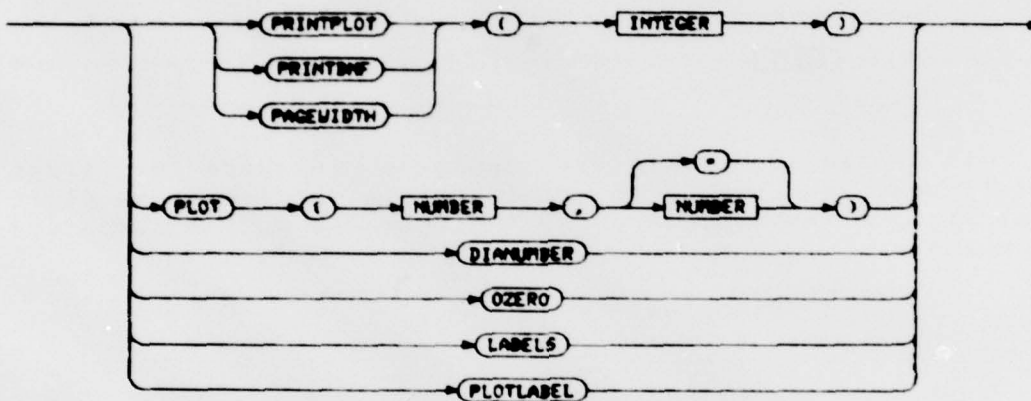 PRINTPLOT ( INTEGER )
PRINTBNF
PAGEWIDTH
*
PLOT ( NUMBER , NUMBER )
DIANUMBER
OZERO
LABELS
PLOTLABEL